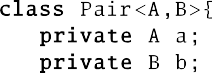 class Pair<A,B>{
   private A a;
   private B b;